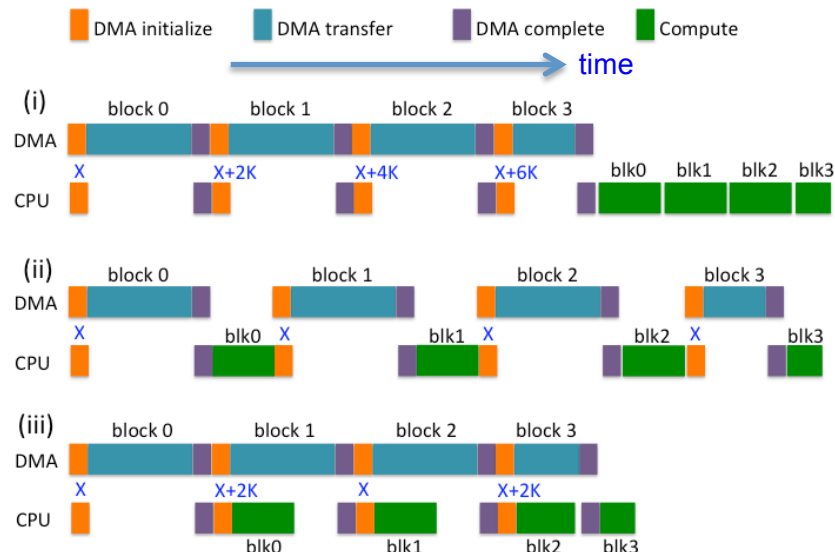 DMA initialize DMA transfer DMA complete Compute
time
(i)
block 0 block 1 block 2 block 3
DMA
X X+2K X+4K X+6K
blk0 blk1 blk2 blk3
CPU
(ii)
block 0 block 1 block 2 block 3
DMA
X X X X
blk0 blk1 blk2 blk3
CPU
(iii)
block 0 block 1 block 2 block 3
DMA
X X+2K X X+2K
CPU
blk0 blk1 blk2 blk3